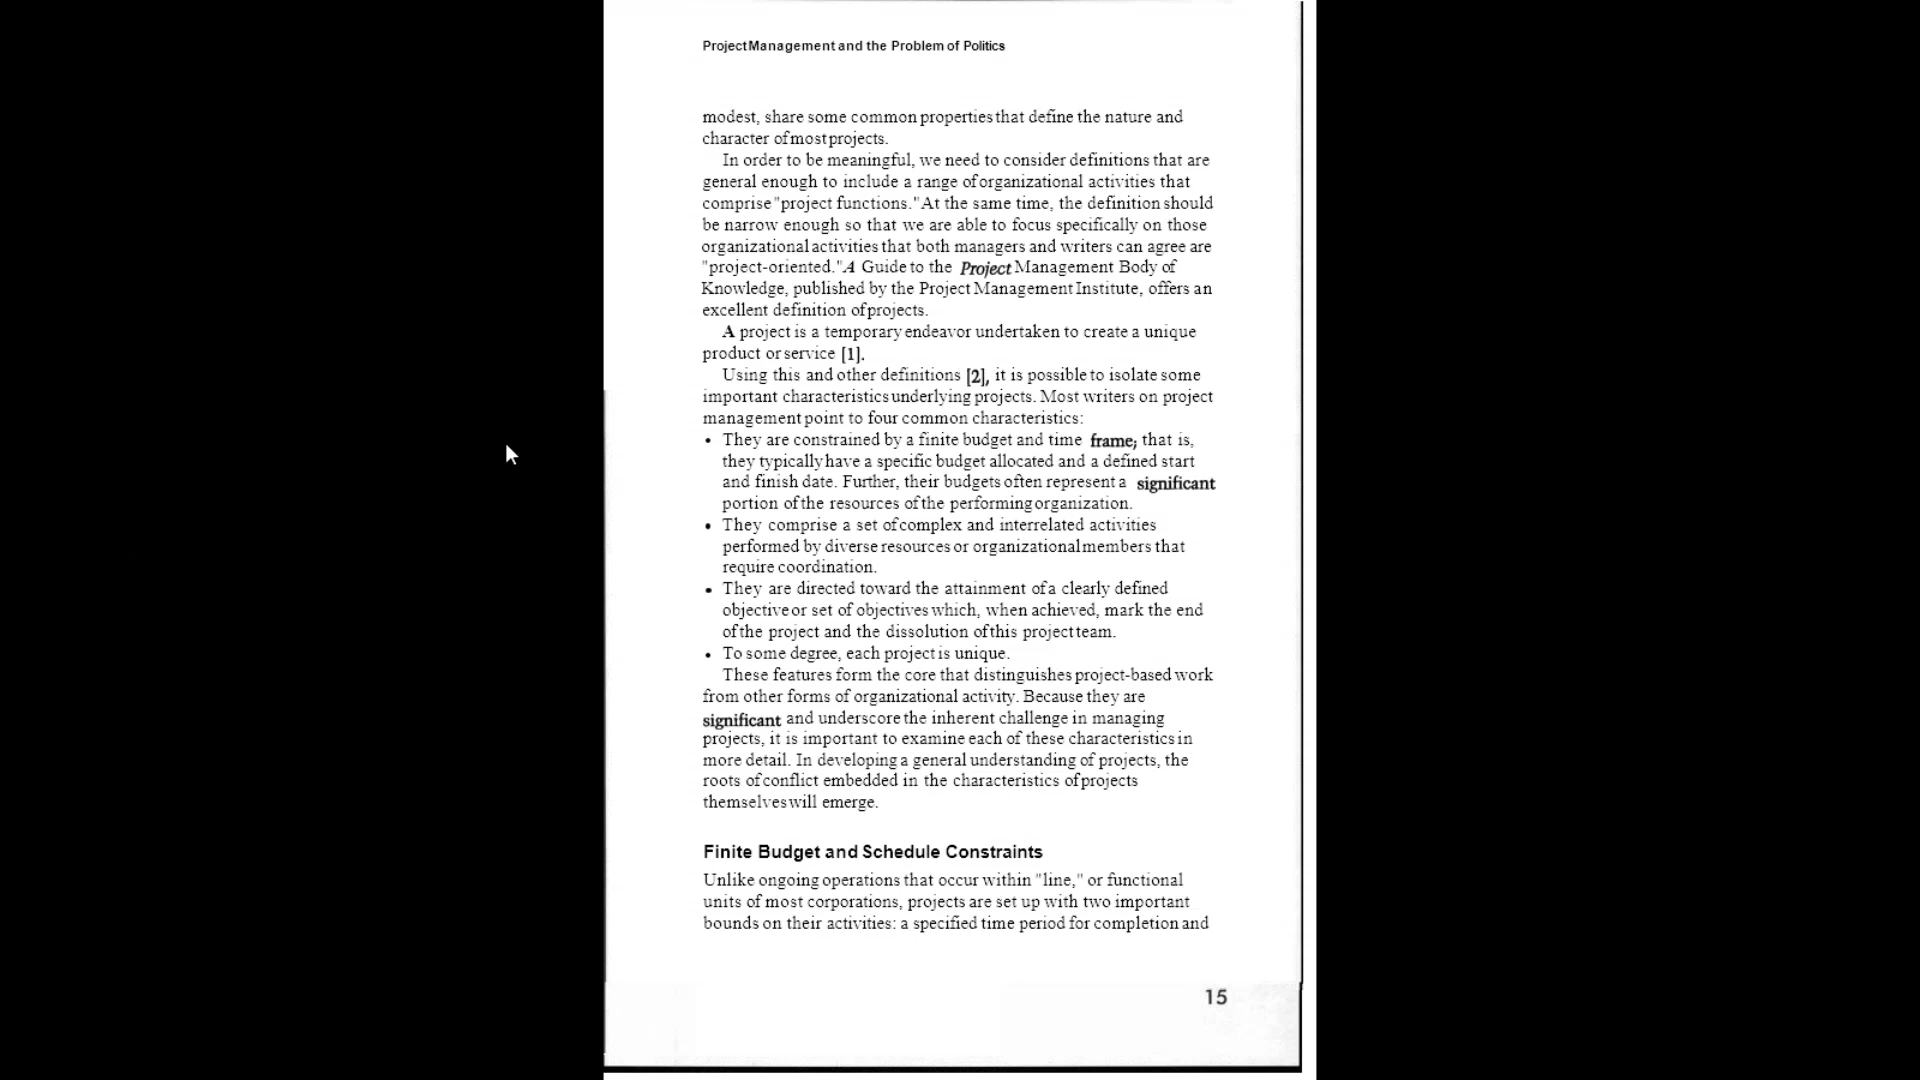 Project Management and the Problem of Politics
modest, share some common properties that define the nature and
character of most projects.
In order to be meaningful, we need to consider definitions that are
general enough to include a range of organizational activities that
comprise "project functions." At the same time, the definition should
be narrow enough so that we are able to focus specifically on those
organizational activities that both managers and writers can agree are
"project-oriented." A Guide to the Project Management Body of
Knowledge, published by the Project Management Institute, offers an
excellent definition of projects.
A project is a temporary endeavor undertaken to create a unique
product or service [1].
Using this and other definitions [2], it is possible to isolate some
important characteristics underlying projects. Most writers on project
management point to four common characteristics:
• They are constrained by a finite budget and time frame; that is,
they typically have a specific budget allocated and a defined start
and finish date. Further, their budgets often represent a significant
portion of the resources of the performing organization.
• They comprise a set of complex and interrelated activities
performed by diverse resources or organizational members that
require coordination.
• They are directed toward the attainment of a clearly defined
objective or set of objectives which, when achieved, mark the end
of the project and the dissolution of this project team.
• To some degree, each project is unique.
These features form the core that distinguishes project-based work
from other forms of organizational activity. Because they are
significant and underscore the inherent challenge in managing
projects, it is important to examine each of these characteristics in
more detail. In developing a general understanding of projects, the
roots of conflict embedded in the characteristics of projects
themselves will emerge.
Finite Budget and Schedule Constraints
Unlike ongoing operations that occur within "line," or functional
units of most corporations, projects are set up with two important
bounds on their activities: a specified time period for completion and
15